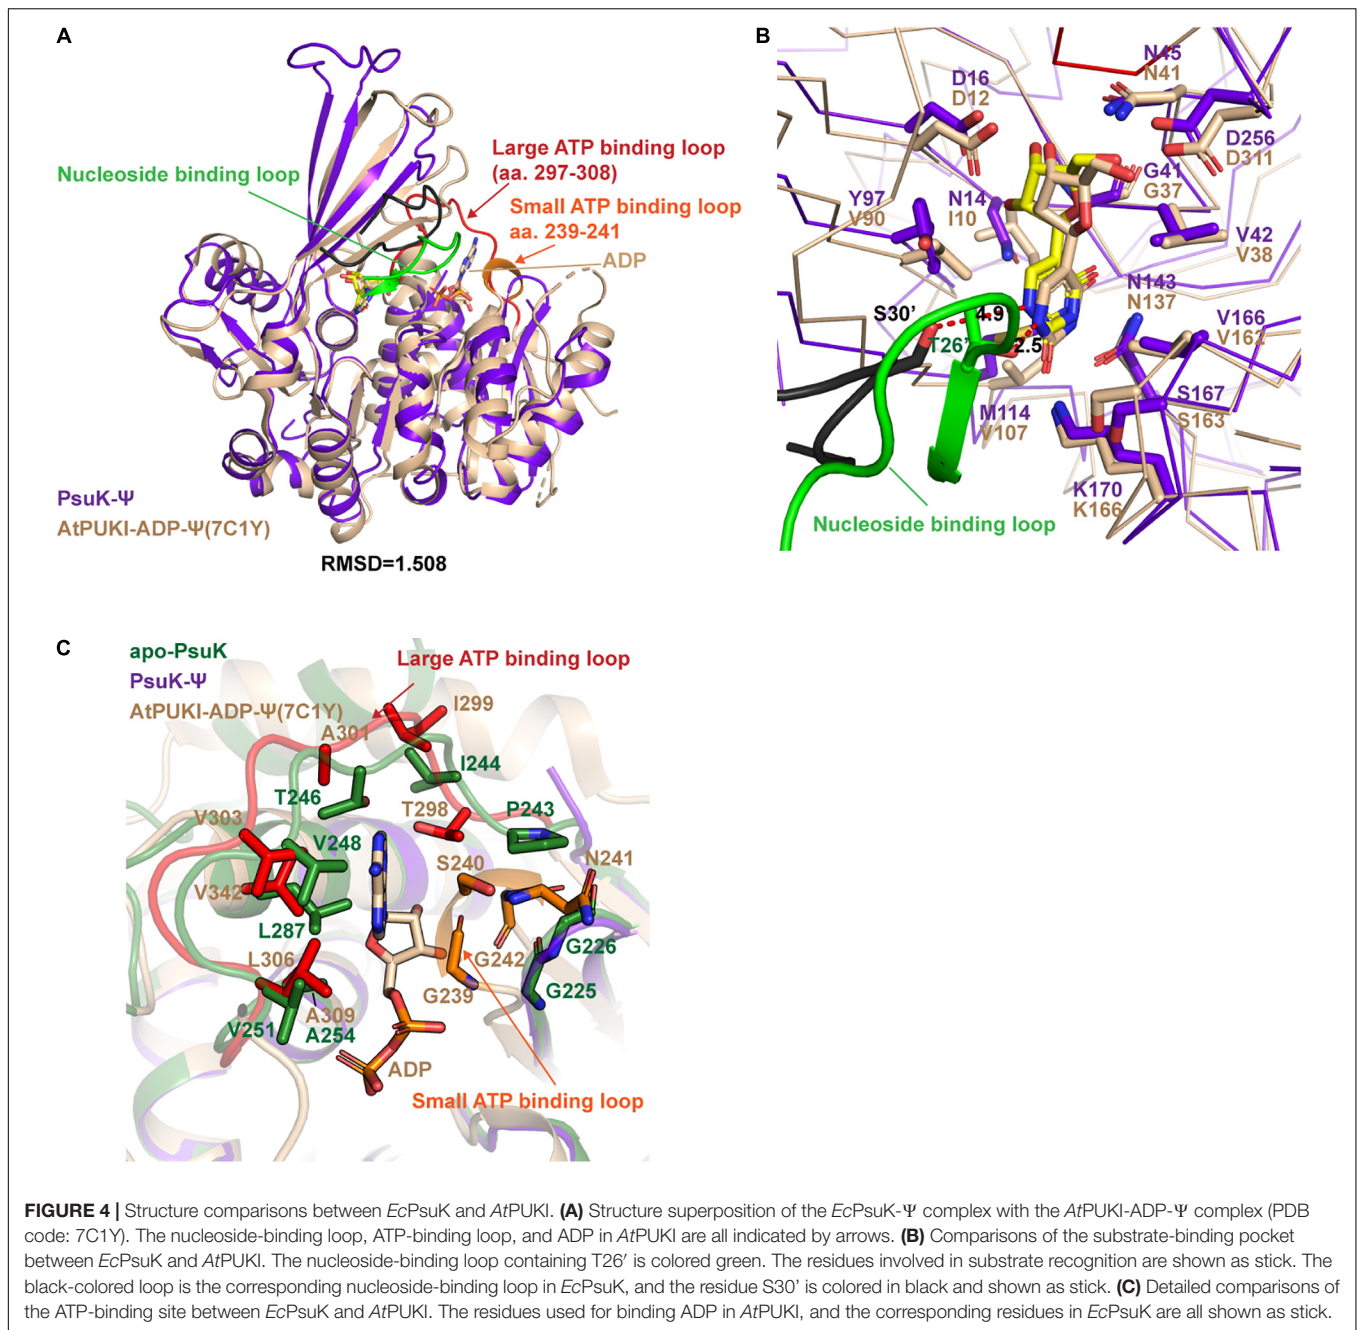 A
Large ATP binding loop
(aa. 297-308)
Nucleoside binding loop
Small ATP binding loop
aa. 239-241
ADP
PsuK-Ψ
AtPUKI-ADP-Ψ(7C1Y)
RMSD=1.508
B
N45
N41
D16
D12
D256
D311
G41
G37
Y97
V90
N14
I10
V42
V38
N143
N137
S30’
4.9
T26’
2.5
V166
V162
M114
V107
S167
S163
K170
K166
Nucleoside binding loop
C
apo-PsuK
PsuK-Ψ
AtPUKI-ADP-Ψ(7C1Y)
Large ATP binding loop
I299
A301
I244
T246
T298
P243
V303
V248
S240
N241
V342
L287
G226
L306
G242
G239
G225
A309
V251
A254
ADP
Small ATP binding loop
FIGURE 4 | Structure comparisons between EcPsuK and AtPUKI. (A) Structure superposition of the EcPsuK-Ψ complex with the AtPUKI-ADP-Ψ complex (PDB
code: 7C1Y). The nucleoside-binding loop, ATP-binding loop, and ADP in AtPUKI are all indicated by arrows. (B) Comparisons of the substrate-binding pocket
between EcPsuK and AtPUKI. The nucleoside-binding loop containing T26′ is colored green. The residues involved in substrate recognition are shown as stick. The
black-colored loop is the corresponding nucleoside-binding loop in EcPsuK, and the residue S30’ is colored in black and shown as stick. (C) Detailed comparisons of
the ATP-binding site between EcPsuK and AtPUKI. The residues used for binding ADP in AtPUKI, and the corresponding residues in EcPsuK are all shown as stick.